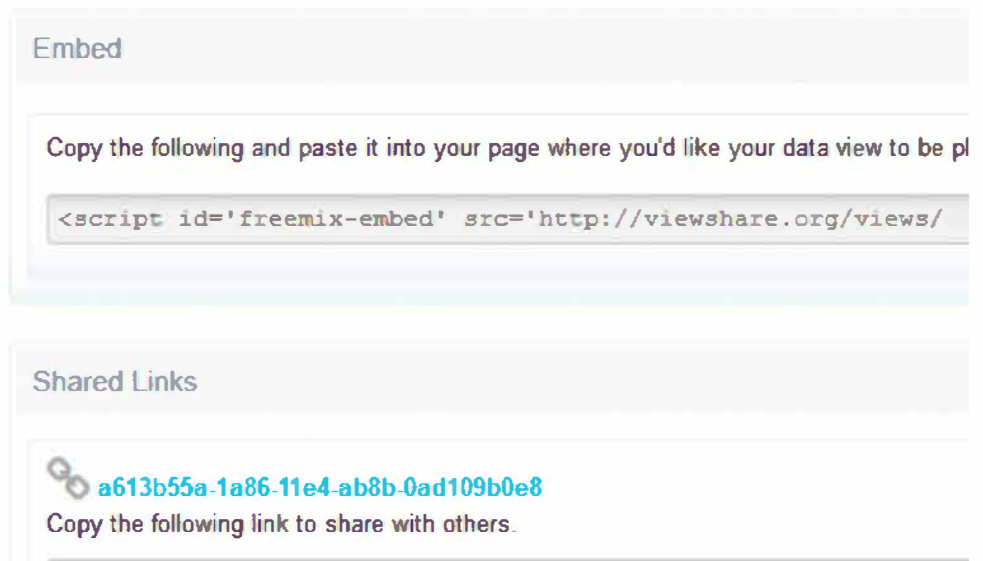 Embed
Copy the following and paste it into your page where you'd like your data view to be pl
<script id='freemix-embed' src='http://viewshare.org/views/
Shared Links
a613b55a-1a86-11e4-ab8b-0ad109b0e8
Copy the following link to share with others.